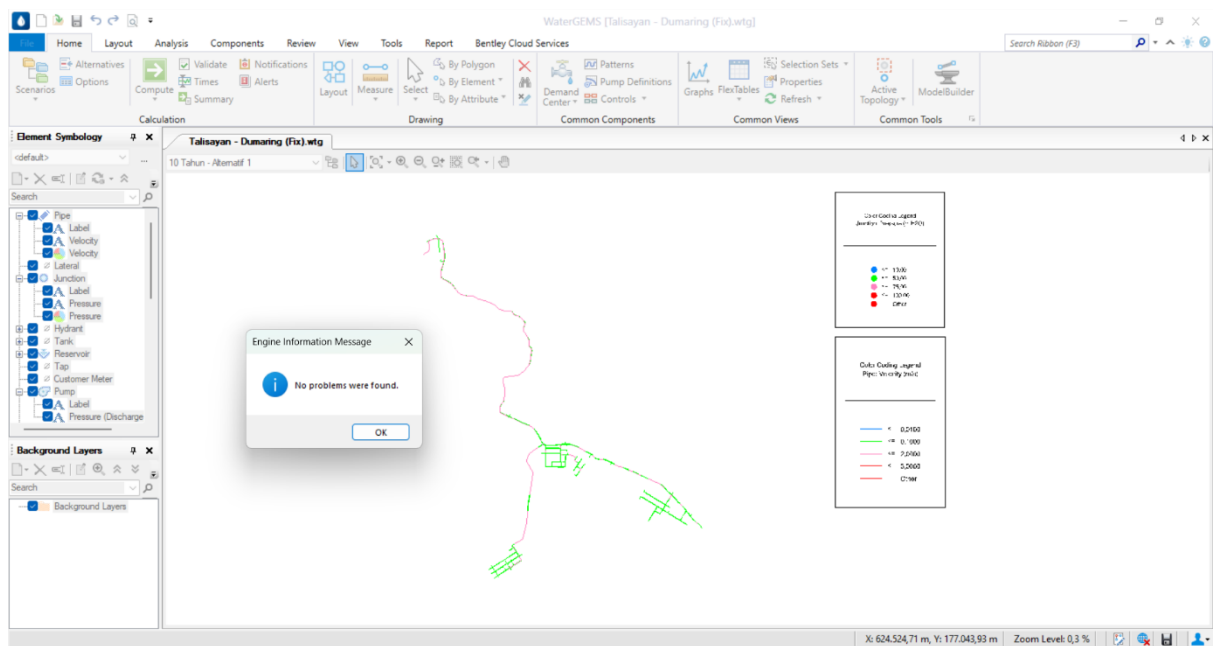 WaterGEMS [Talisayan - Dumaring (Fix).wtg]
File Home Layout Analysis Components Review View Tools Report Bentley Cloud Services
Search Ribbon (F3)
Scenarios
Alternatives
Options
Compute
Validate
Times
Summary
Notifications
Alerts
Calculation
Layout
Measure
Select
By Polygon
By Element
By Attribute
Drawing
Demand
Center
Patterns
Pump Definitions
Controls
Common Components
Graphs
FlexTables
Selection Sets
Properties
Refresh
Common Views
Active
Topology
ModelBuilder
Common Tools
Element Symbology
<default>
Search
Pipe
Label
Velocity
Velocity
Lateral
Junction
Label
Pressure
Pressure
Hydrant
Tank
Reservoir
Tap
Customer Meter
Pump
Label
Pressure (Discharge
Background Layers
Search
Background Layers
Talisayan - Dumaring (Fix).wtg
10 Tahun - Alternatif 1
Engine Information Message
No problems were found.
OK
Other
Color Coding Legend
Other
X: 624.524,71 m, Y: 177.043,93 m Zoom Level: 0,3 %